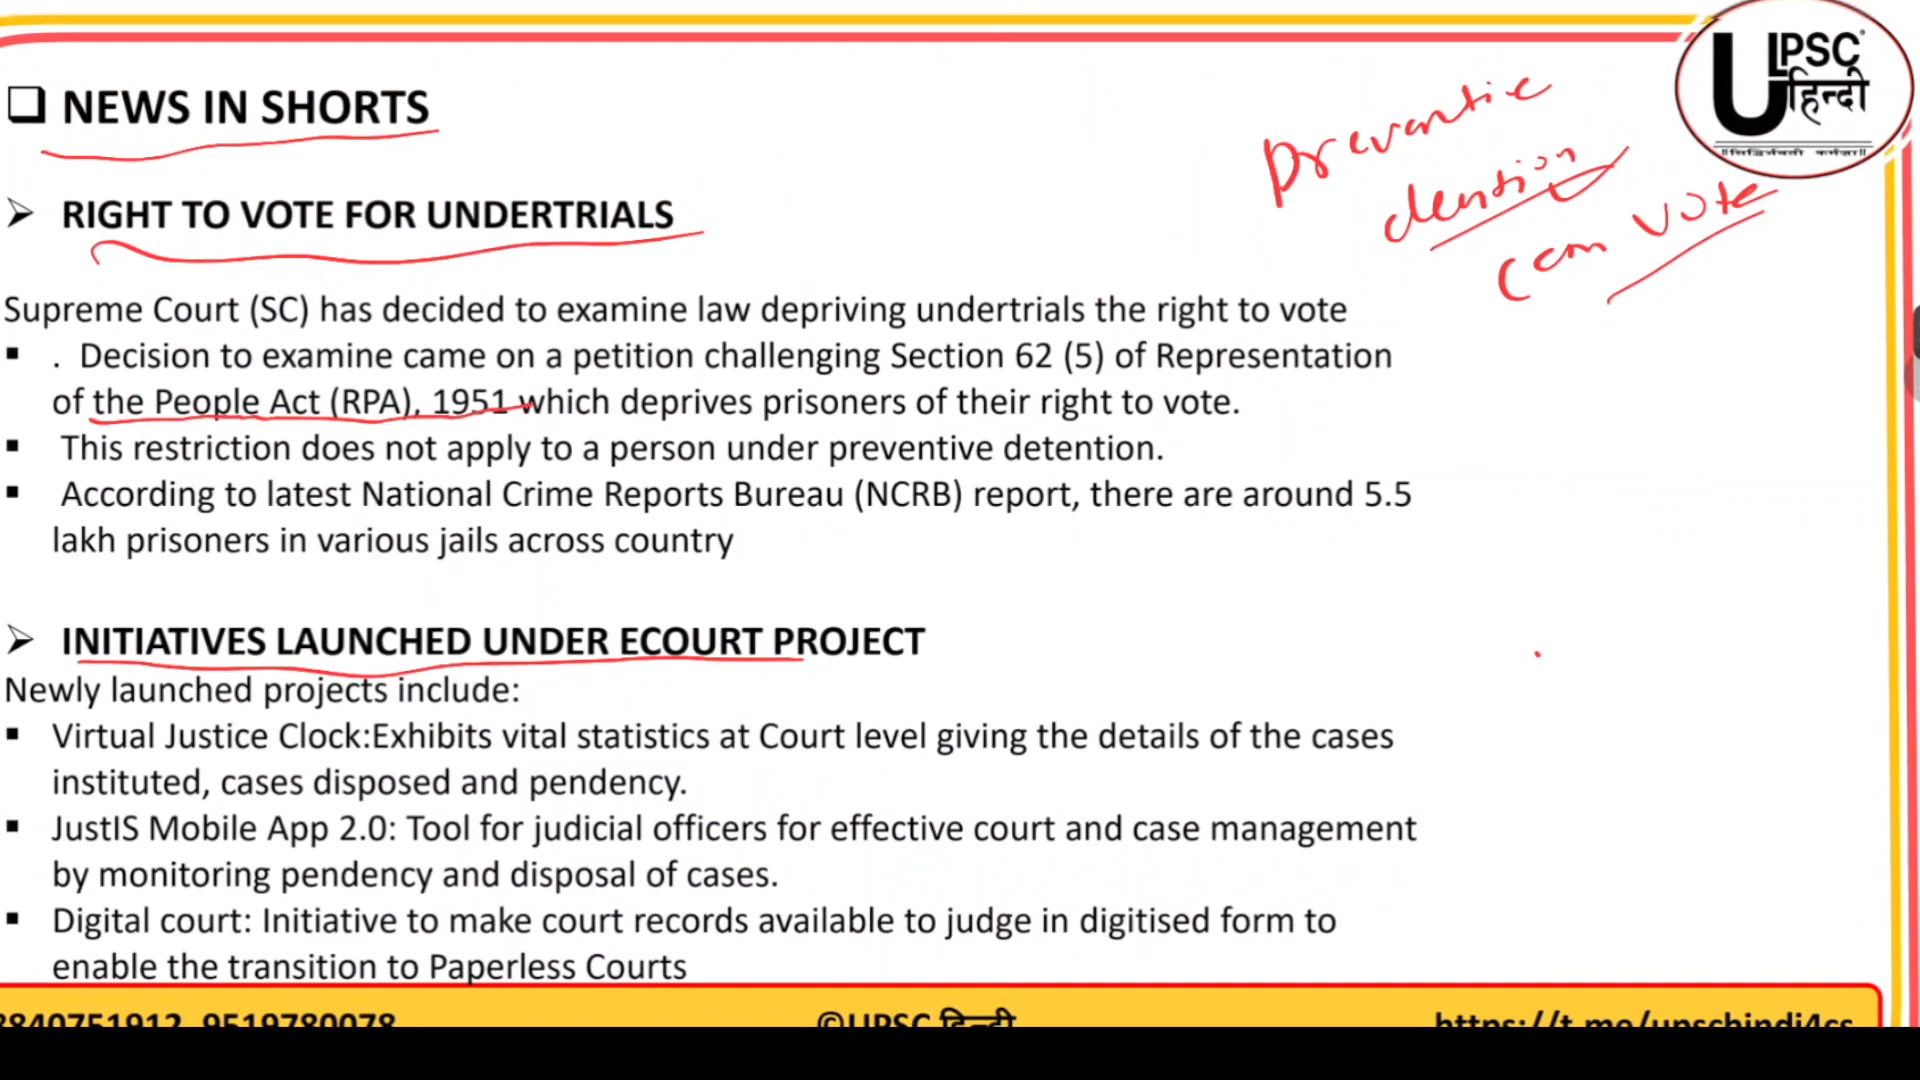 UPSC
हिन्दी
NEWS IN SHORTS
Preventie
dention
can vote
RIGHT TO VOTE FOR UNDERTRIALS
Supreme Court (SC) has decided to examine law depriving undertrials the right to vote
. Decision to examine came on a petition challenging Section 62 (5) of Representation
of the People Act (RPA), 1951 which deprives prisoners of their right to vote.
This restriction does not apply to a person under preventive detention.
According to latest National Crime Reports Bureau (NCRB) report, there are around 5.5
lakh prisoners in various jails across country
INITIATIVES LAUNCHED UNDER ECOURT PROJECT
Newly launched projects include:
Virtual Justice Clock:Exhibits vital statistics at Court level giving the details of the cases
instituted, cases disposed and pendency.
JustIS Mobile App 2.0: Tool for judicial officers for effective court and case management
by monitoring pendency and disposal of cases.
Digital court: Initiative to make court records available to judge in digitised form to
enable the transition to Paperless Courts
8840751912, 9519780078 ©UPSC हिन्दी https://t.me/upschindi4cs